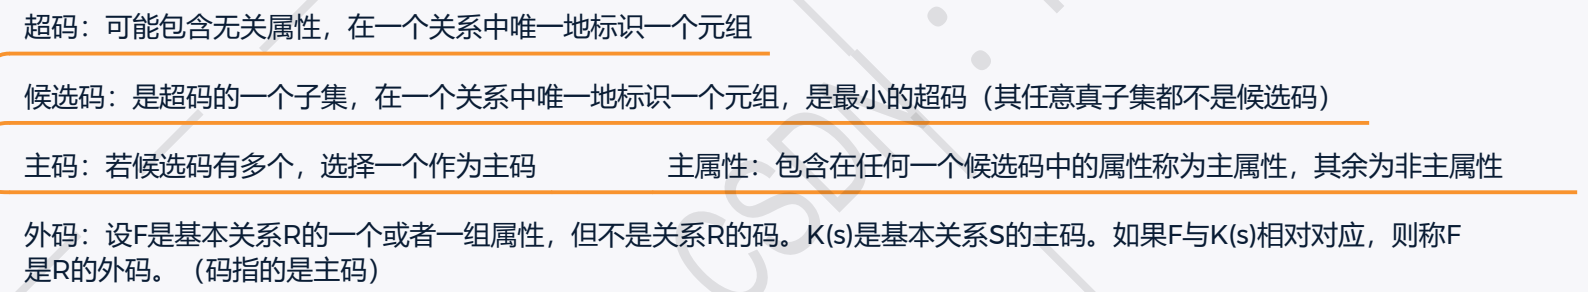 超码：可能包含无关属性，在一个关系中唯一地标识一个元组
候选码：是超码的一个子集，在一个关系中唯一地标识一个元组，是最小的超码（其任意真子集都不是候选码）
主码：若候选码有多个，选择一个作为主码 主属性：包含在任何一个候选码中的属性称为主属性，其余为非主属性
外码：设F是基本关系R的一个或者一组属性，但不是关系R的码。K(s)是基本关系S的主码。如果F与K(s)相对对应，则称F
是R的外码。（码指的是主码）
CSDN